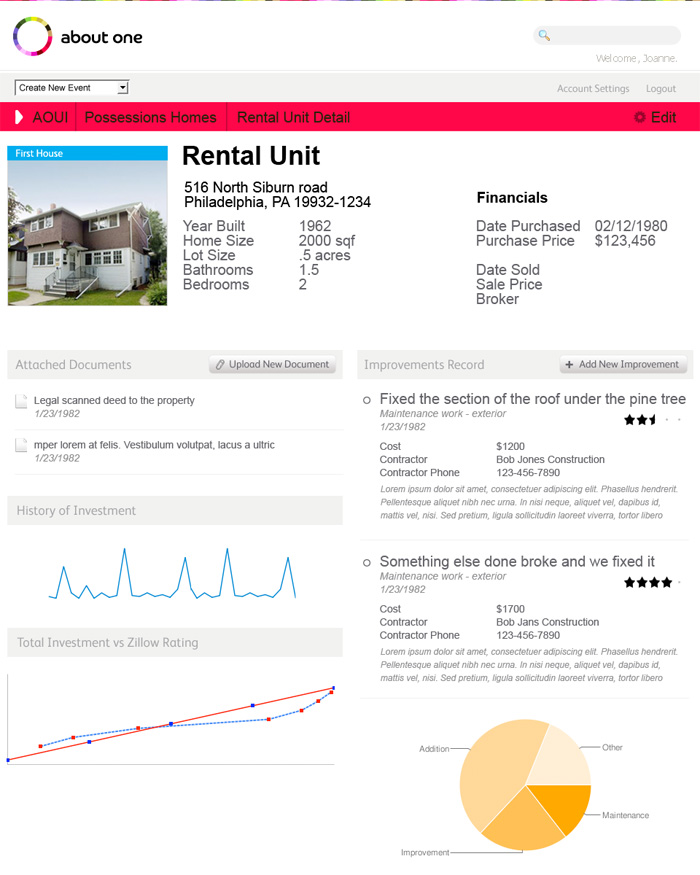 about one
Welcome, Joanne.
Create New Event
Account Settings Logout
AOUI Possessions Homes Rental Unit Detail Edit
First House
Rental Unit
516 North Siburn road
Philadelphia, PA 19932-1234
Year Built 1962
Home Size 2000 sqf
Lot Size .5 acres
Bathrooms 1.5
Bedrooms 2
Financials
Date Purchased 02/12/1980
Purchase Price $123,456
Date Sold
Sale Price
Broker
Attached Documents Upload New Document
Legal scanned deed to the property
1/23/1982
mper lorem at felis. Vestibulum volutpat, lacus a ultric
1/23/1982
History of Investment
Total Investment vs Zillow Rating
Improvements Record Add New Improvement
Fixed the section of the roof under the pine tree
Maintenance work - exterior
1/23/1982
Cost $1200
Contractor Bob Jones Construction
Contractor Phone 123-456-7890
Lorem ipsum dolor sit amet, consectetuer adipiscing elit. Phasellus hendrerit.
Pellentesque aliquet nibh nec urna. In nisi neque, aliquet vel, dapibus id,
mattis vel, nisi. Sed pretium, ligula sollicitudin laoreet viverra, tortor libero
Something else done broke and we fixed it
Maintenance work - exterior
1/23/1982
Cost $1700
Contractor Bob Jans Construction
Contractor Phone 123-456-7890
Lorem ipsum dolor sit amet, consectetuer adipiscing elit. Phasellus hendrerit.
Pellentesque aliquet nibh nec urna. In nisi neque, aliquet vel, dapibus id,
mattis vel, nisi. Sed pretium, ligula sollicitudin laoreet viverra, tortor libero
Addition
Other
Maintenance
Improvement